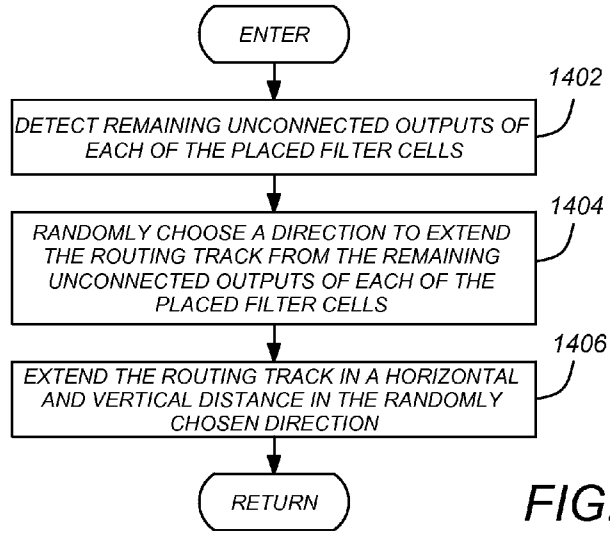 ENTER
1402
DETECT REMAINING UNCONNECTED OUTPUTS OF
EACH OF THE PLACED FILTER CELLS
1404
RANDOMLY CHOOSE A DIRECTION TO EXTEND
THE ROUTING TRACK FROM THE REMAINING
UNCONNECTED OUTPUTS OF EACH OF THE
PLACED FILTER CELLS
1406
EXTEND THE ROUTING TRACK IN A HORIZONTAL
AND VERTICAL DISTANCE IN THE RANDOMLY
CHOSEN DIRECTION
RETURN
FIG.